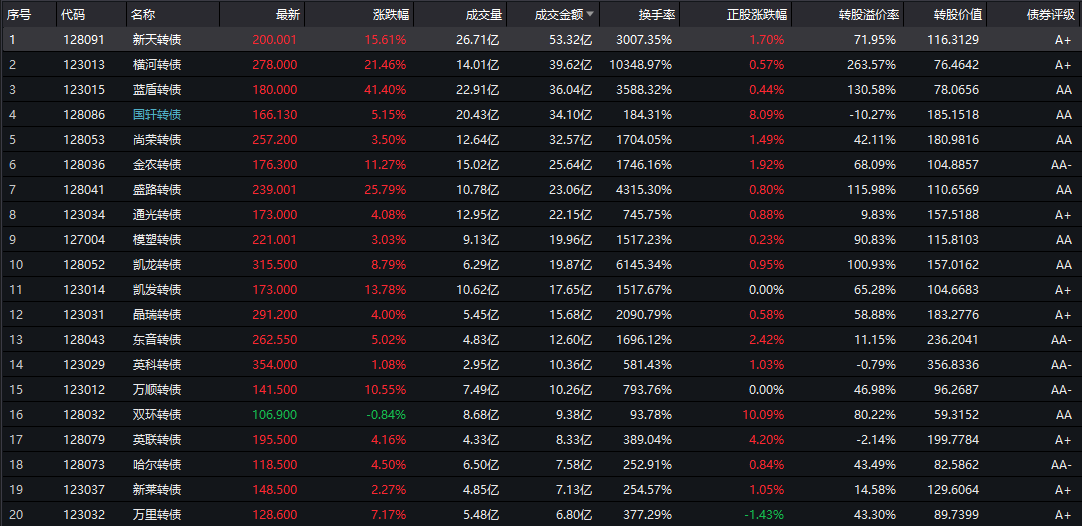 序号 代码 名称 最新 涨跌幅 成交量 成交金额 换手率 正股涨跌幅 转股溢价率 转股价值 债券评级
1 128091 新天转债 200.001 15.61% 26.71亿 53.32亿 3007.35% 1.70% 71.95% 116.3129 A+
2 123013 横河转债 278.000 21.46% 14.01亿 39.62亿 10348.97% 0.57% 263.57% 76.4642 A+
3 123015 蓝盾转债 180.000 41.40% 22.91亿 36.04亿 3588.32% 0.44% 130.58% 78.0656 AA
4 128086 国轩转债 166.130 5.15% 20.43亿 34.10亿 184.31% 8.09% -10.27% 185.1518 AA
5 128053 尚荣转债 257.200 3.50% 12.64亿 32.57亿 1704.05% 1.49% 42.11% 180.9816 AA
6 128036 金农转债 176.300 11.27% 15.02亿 25.64亿 1746.16% 1.92% 68.09% 104.8857 AA-
7 128041 盛路转债 239.001 25.79% 10.78亿 23.06亿 4315.30% 0.80% 115.98% 110.6569 AA
8 123034 通光转债 173.000 4.08% 12.95亿 22.15亿 745.75% 0.88% 9.83% 157.5188 A+
9 127004 模塑转债 221.001 3.03% 9.13亿 19.96亿 1517.23% 0.23% 90.83% 115.8103 AA
10 128052 凯龙转债 315.500 8.79% 6.29亿 19.87亿 6145.34% 0.95% 100.93% 157.0162 AA
11 123014 凯发转债 173.000 13.78% 10.62亿 17.65亿 1517.67% 0.00% 65.28% 104.6683 A+
12 123031 晶瑞转债 291.200 4.00% 5.45亿 15.68亿 2090.79% 0.58% 58.88% 183.2776 A+
13 128043 东音转债 262.550 5.02% 4.83亿 12.60亿 1696.12% 2.42% 11.15% 236.2041 AA-
14 123029 英科转债 354.000 1.08% 2.95亿 10.36亿 581.43% 1.03% -0.79% 356.8336 AA-
15 123012 万顺转债 141.500 10.55% 7.49亿 10.26亿 793.76% 0.00% 46.98% 96.2687 AA-
16 128032 双环转债 106.900 -0.84% 8.68亿 9.38亿 93.78% 10.09% 80.22% 59.3152 AA
17 128079 英联转债 195.500 4.16% 4.33亿 8.33亿 389.04% 4.20% -2.14% 199.7784 A+
18 128073 哈尔转债 118.500 4.50% 6.50亿 7.58亿 252.91% 0.84% 43.49% 82.5862 AA-
19 123037 新莱转债 148.500 2.27% 4.85亿 7.13亿 254.57% 1.05% 14.58% 129.6064 A+
20 123032 万里转债 128.600 7.17% 5.48亿 6.80亿 377.29% -1.43% 43.30% 89.7399 A+